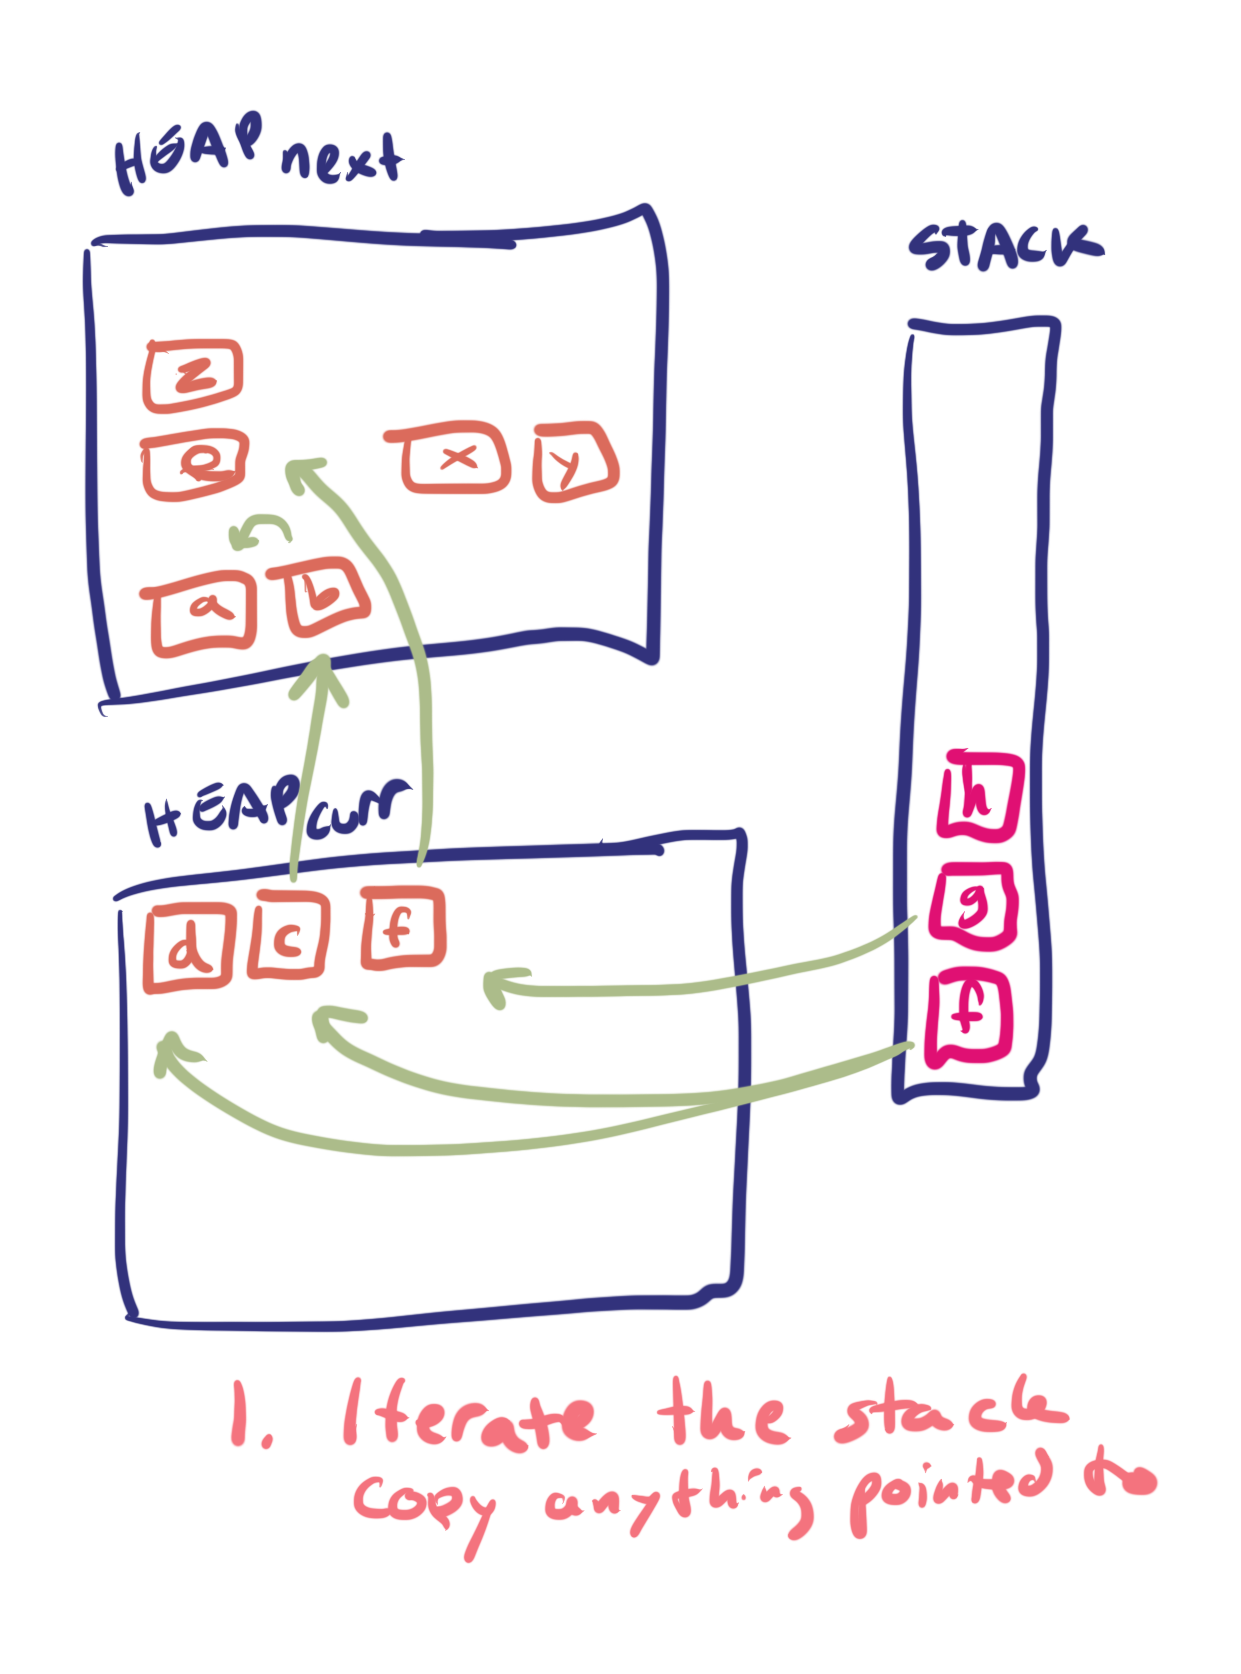 HEAP next
STACK
z
e
x y
a b
h
HEAP curr
d c f
g
f
1. Iterate the stack
copy anything pointed to